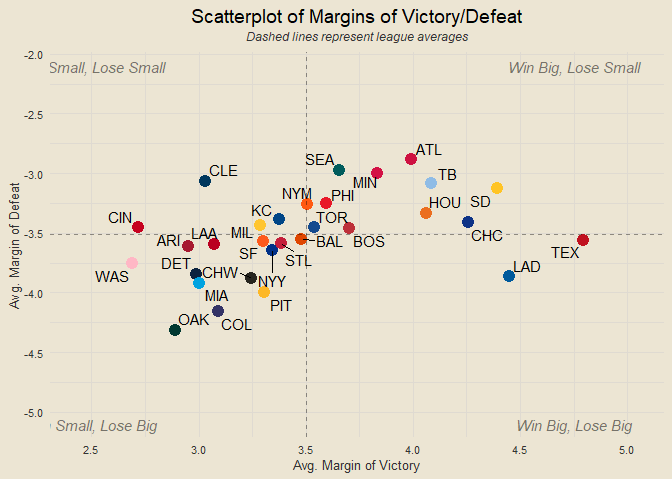 Scatterplot of Margins of Victory/Defeat
Dashed lines represent league averages
-2.0
Small, Lose Small
Win Big, Lose Small
-2.5
SEA
ATL
-3.0
CLE
MIN
TB
NYM
PHI
HOU
SD
KC
CIN
TOR
-3.5
ARI
LAA
MIL
BAL
BOS
CHC
SF
STL
TEX
DET
CHW
WAS
NYY
LAD
-4.0
MIA
PIT
OAK
COL
-4.5
-5.0
Small, Lose Big
Win Big, Lose Big
2.5
3.0
3.5
4.0
4.5
5.0
Avg. Margin of Victory
Avg. Margin of Defeat